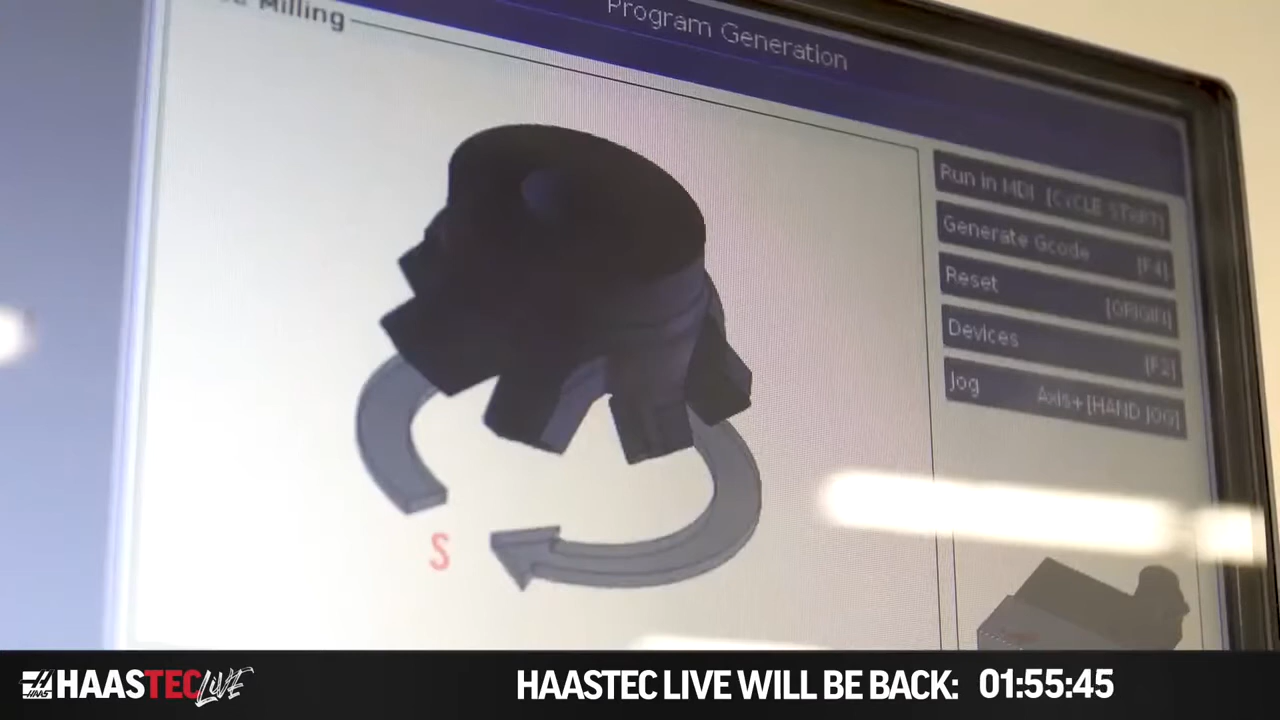 Program Generation
Milling
Run in MDI [CYCLE START]
Generate Gcode [F4]
Reset [ORIGIN]
Devices [F2]
Jog Axis+[HAND JOG]
S
HAAS
HAASTEC LIVE
HAASTEC LIVE WILL BE BACK: 01:55:45